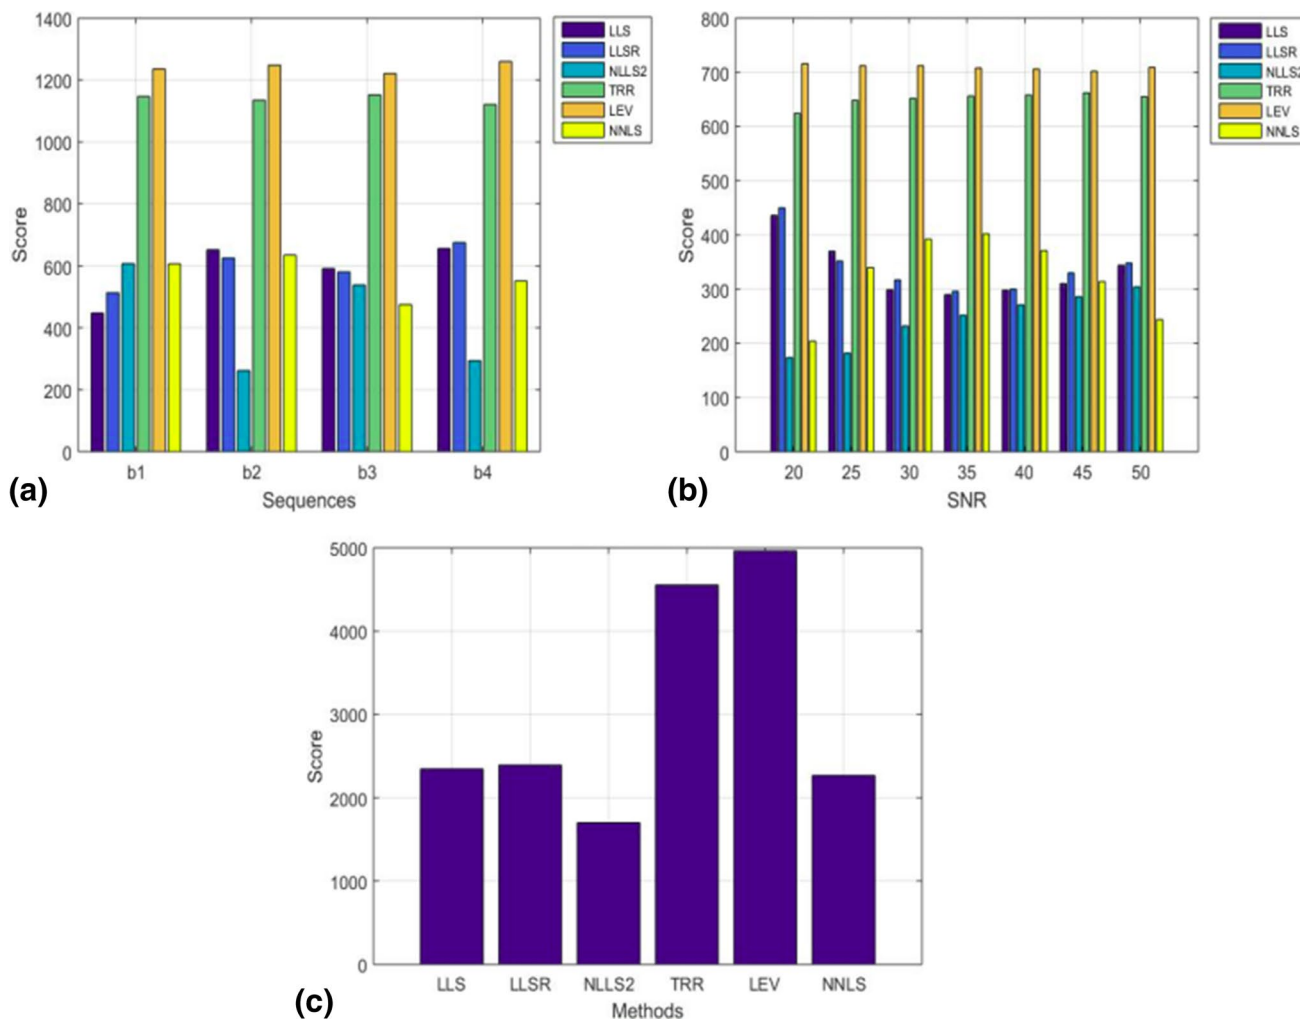 1400
1200
1000
800
600
400
200
0
Score
b1 b2 b3 b4
Sequences
(a)
LLS
LLSR
NLLS2
TRR
LEV
NNLS
800
700
600
500
400
300
200
100
0
Score
20 25 30 35 40 45 50
SNR
(b)
LLS
LLSR
NLLS2
TRR
LEV
NNLS
5000
4000
3000
2000
1000
0
Score
LLS LLSR NLLS2 TRR LEV NNLS
Methods
(c)